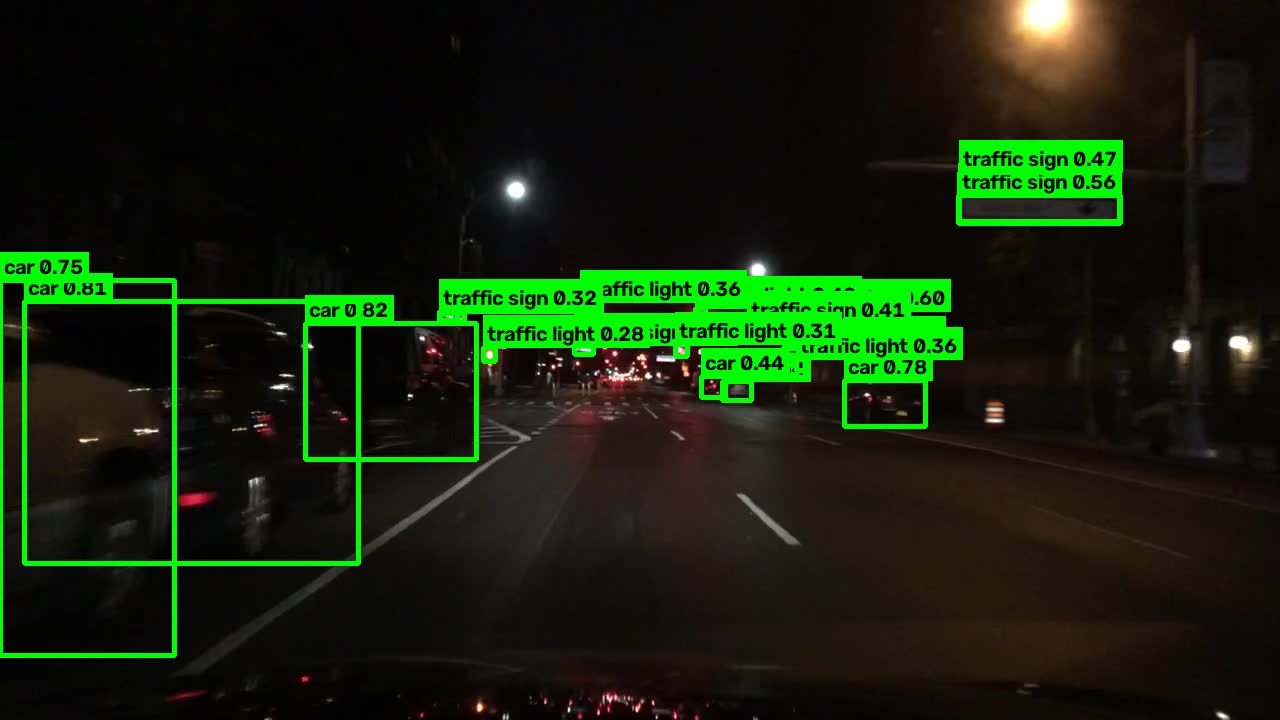 traffic sign 0.47
traffic sign 0.56
car 0.75
car 0.81
car 0.82
traffic sign 0.32
affic light 0.36
.60
traffic sign 0.41
traffic light 0.28
sig
traffic light 0.31
traffic light 0.36
car 0.44
car 0.78